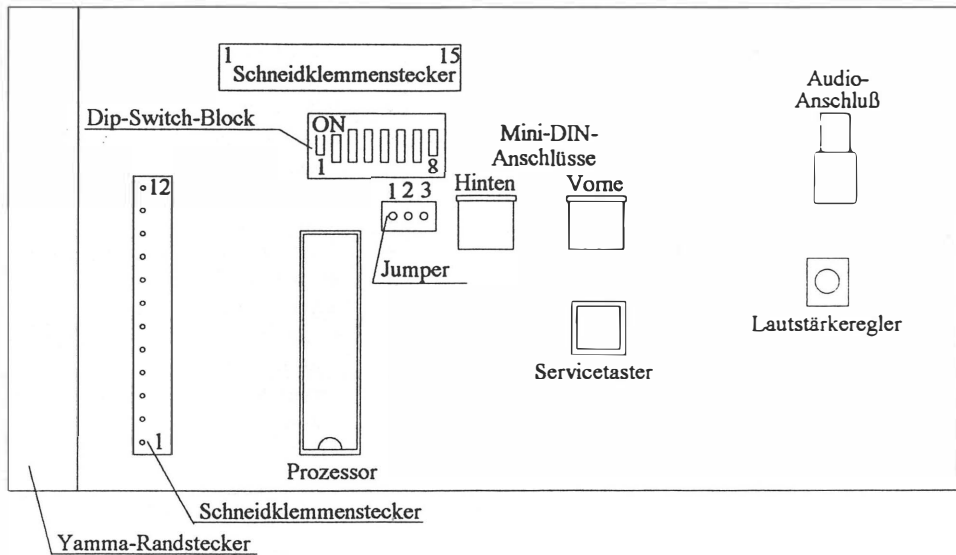 1 15
Schneidklemmenstecker
Audio-
Anschluß
Dip-Switch-Block
ON
1 8
Mini-DIN-
Anschlüsse
Hinten Vorne
12
1 2 3
Jumper
Lautstärkeregler
Servicetaster
1
Prozessor
Schneidklemmenstecker
Yamma-Randstecker